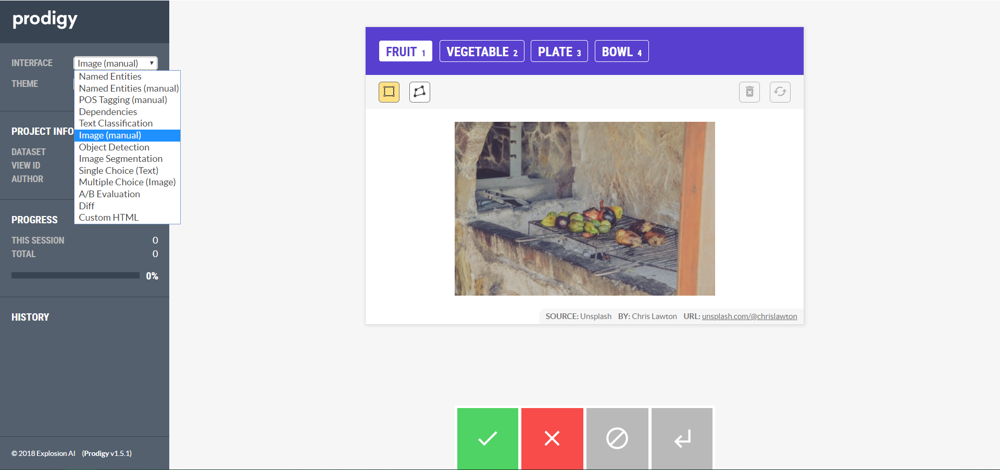 prodigy
INTERFACE Image (manual)
THEME
Named Entities
Named Entities (manual)
POS Tagging (manual)
Dependencies
Text Classification
Image (manual)
Object Detection
Image Segmentation
Single Choice (Text)
Multiple Choice (Image)
A/B Evaluation
Diff
Custom HTML
PROJECT INFO
DATASET
VIEW ID
AUTHOR
PROGRESS
THIS SESSION 0
TOTAL 0
0%
HISTORY
© 2018 Explosion AI (Prodigy v1.5.1)
FRUIT 1 VEGETABLE 2 PLATE 3 BOWL 4
SOURCE: Unsplash BY: Chris Lawton URL: unsplash.com/@chrislawton